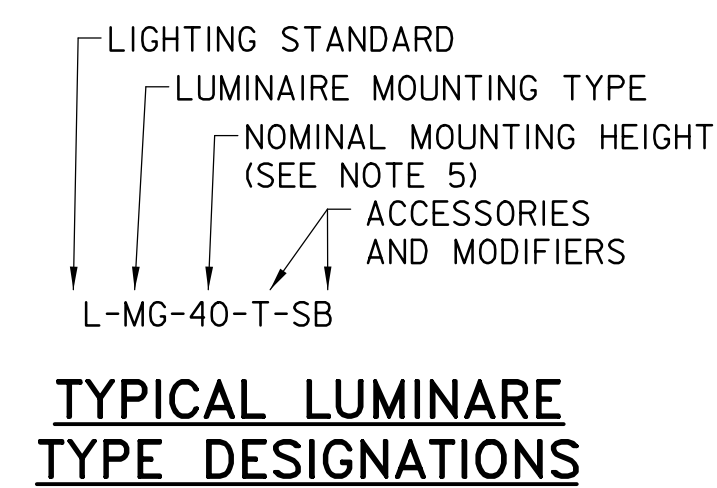 LIGHTING STANDARD
LUMINAIRE MOUNTING TYPE
NOMINAL MOUNTING HEIGHT
(SEE NOTE 5)
ACCESSORIES
AND MODIFIERS
L-MG-40-T-SB
TYPICAL LUMINARE
TYPE DESIGNATIONS